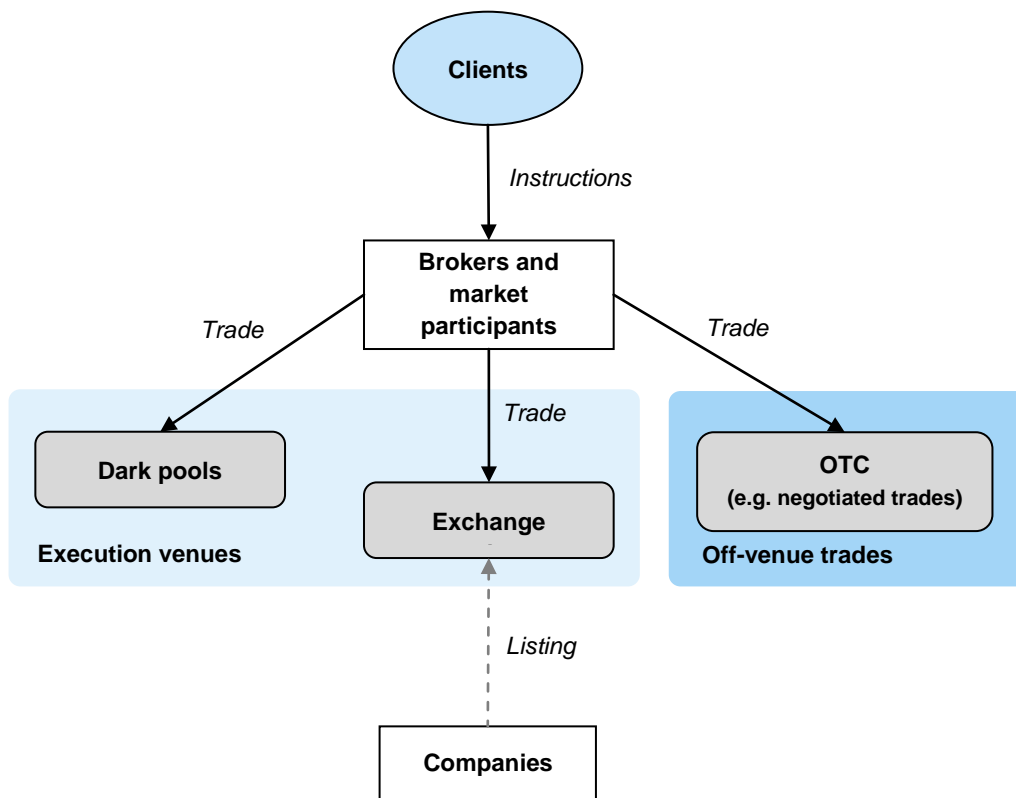 Clients
Instructions
Brokers and
market
participants
Trade
Trade
Trade
Dark pools
OTC
(e.g. negotiated trades)
Exchange
Execution venues
Off-venue trades
Listing
Companies